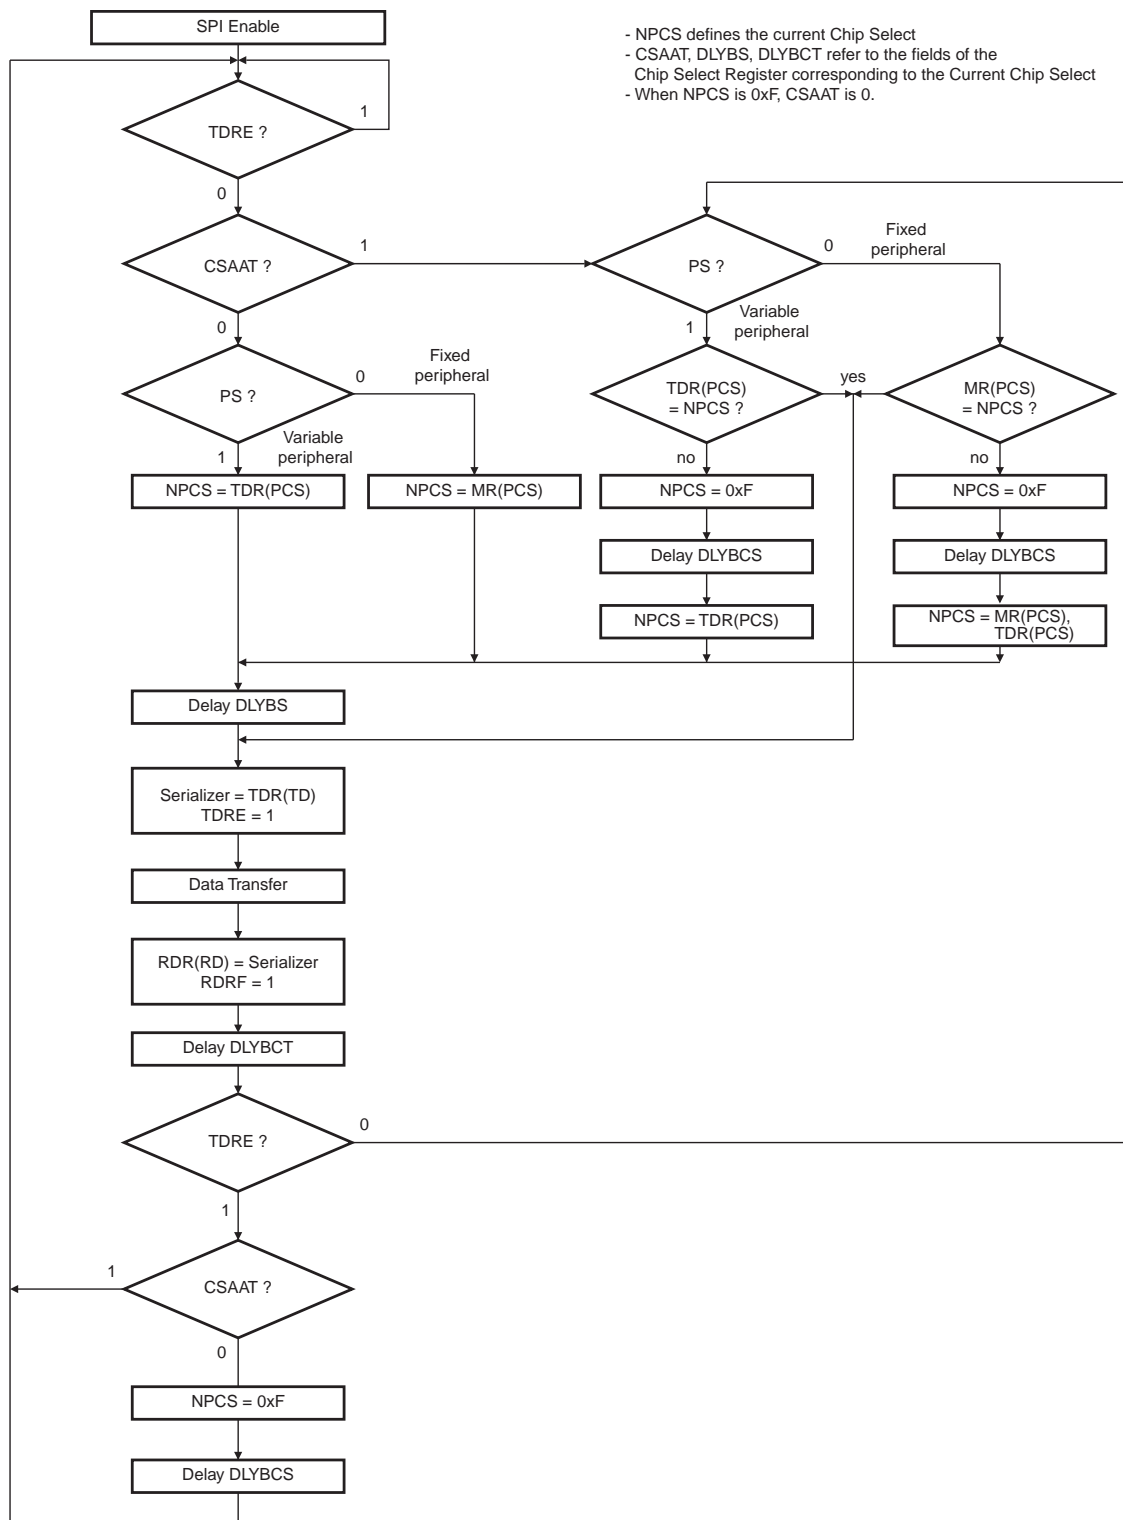 SPI Enable
- NPCS defines the current Chip Select
- CSAAT, DLYBS, DLYBCT refer to the fields of the
Chip Select Register corresponding to the Current Chip Select
- When NPCS is 0xF, CSAAT is 0.
TDRE ?
1
0
CSAAT ?
1
0
PS ?
0
Fixed
peripheral
1
Variable
peripheral
PS ?
0
Fixed
peripheral
1
Variable
peripheral
NPCS = TDR(PCS)
NPCS = MR(PCS)
TDR(PCS)
= NPCS ?
yes
MR(PCS)
= NPCS ?
no
no
NPCS = 0xF
NPCS = 0xF
Delay DLYBCS
Delay DLYBCS
NPCS = TDR(PCS)
NPCS = MR(PCS),
TDR(PCS)
Delay DLYBS
Serializer = TDR(TD)
TDRE = 1
Data Transfer
RDR(RD) = Serializer
RDRF = 1
Delay DLYBCT
TDRE ?
0
1
CSAAT ?
1
0
NPCS = 0xF
Delay DLYBCS